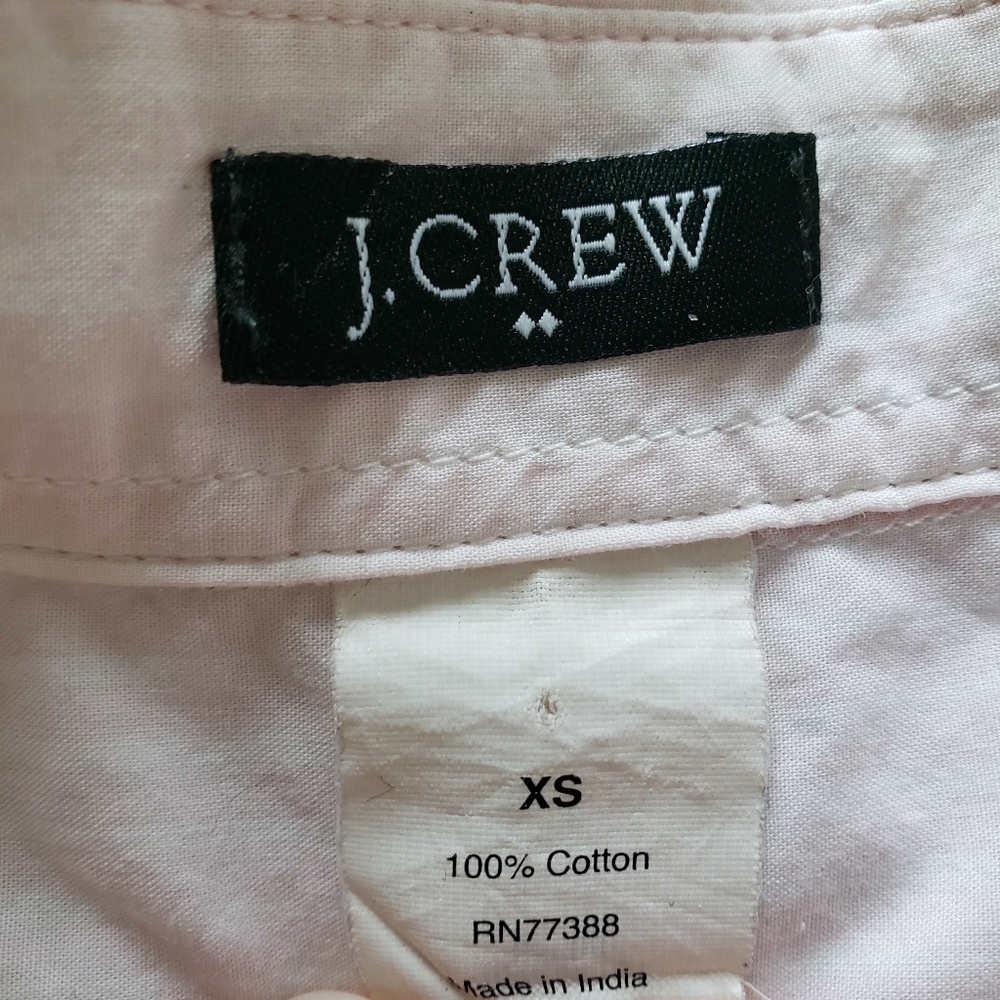 J.CREW
XS
100% Cotton
RN77388
Made in India